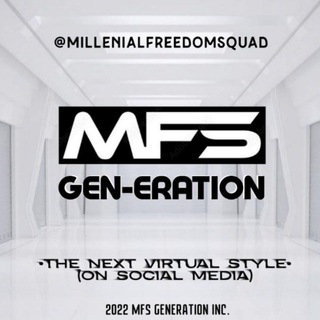 @MILLENIALFREEDOMSQUAD
MFS
GEN-ERATION
•THE NEXT VIRTUAL STYLE•
(ON SOCIAL MEDIA)
2022 MFS GENERATION INC.